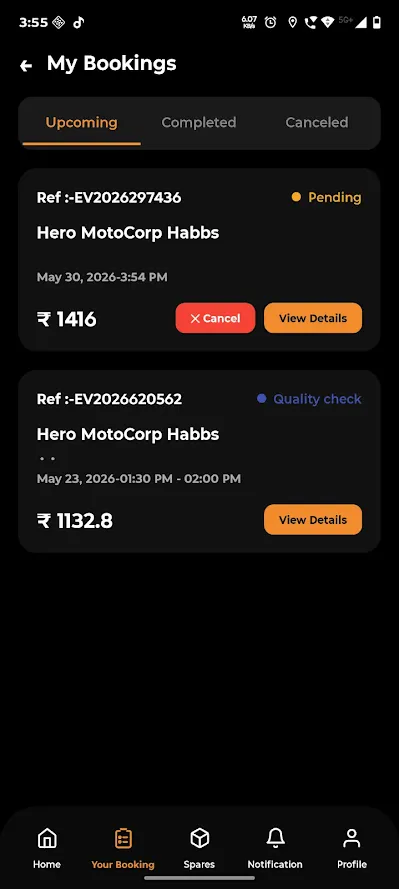 3:55
6.07
KB/s
5G+
My Bookings
Upcoming
Completed
Canceled
Ref :-EV2026297436
Pending
Hero MotoCorp Habbs
May 30, 2026-3:54 PM
₹ 1416
Cancel
View Details
Ref :-EV2026620562
Quality check
Hero MotoCorp Habbs
. .
May 23, 2026-01:30 PM - 02:00 PM
₹ 1132.8
View Details
Home
Your Booking
Spares
Notification
Profile